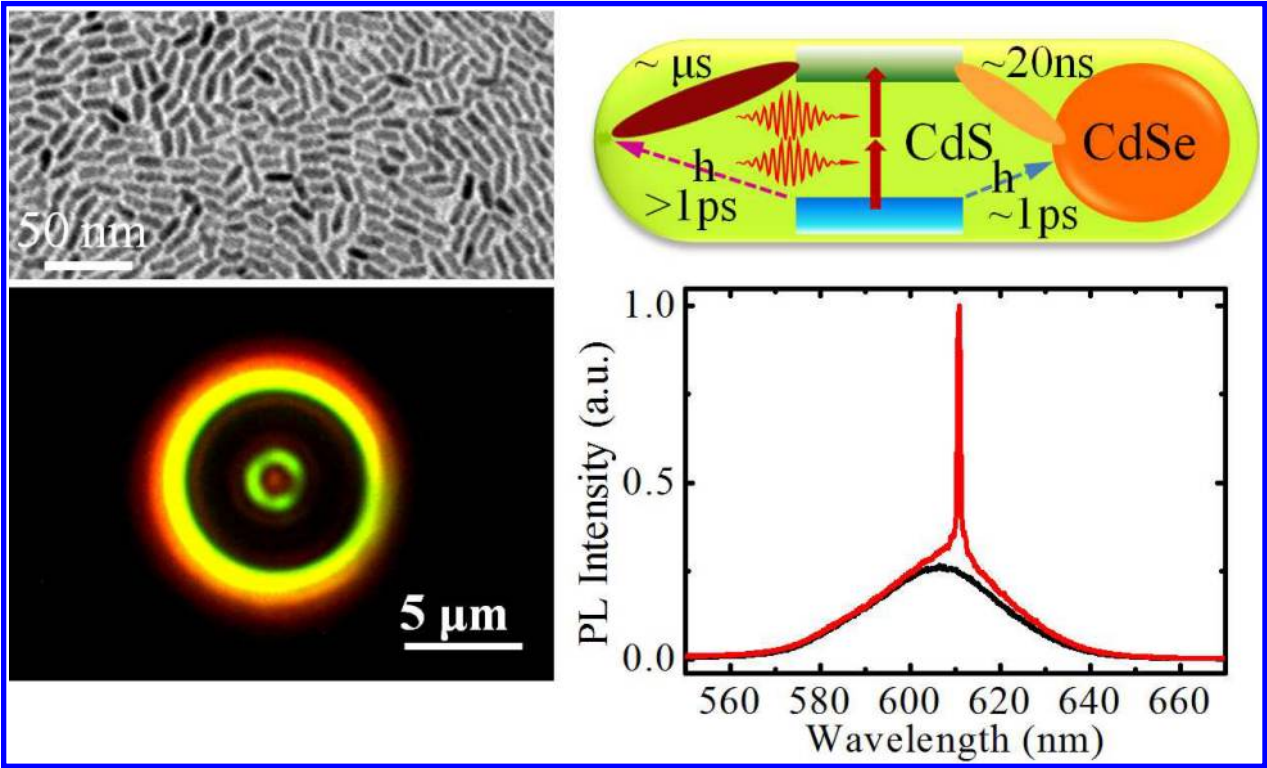 50 nm
~ μs
~20ns
CdS
CdSe
h
>1ps
h
~1ps
5 μm
1.0
0.5
0.0
PL Intensity (a.u.)
560 580 600 620 640 660
Wavelength (nm)